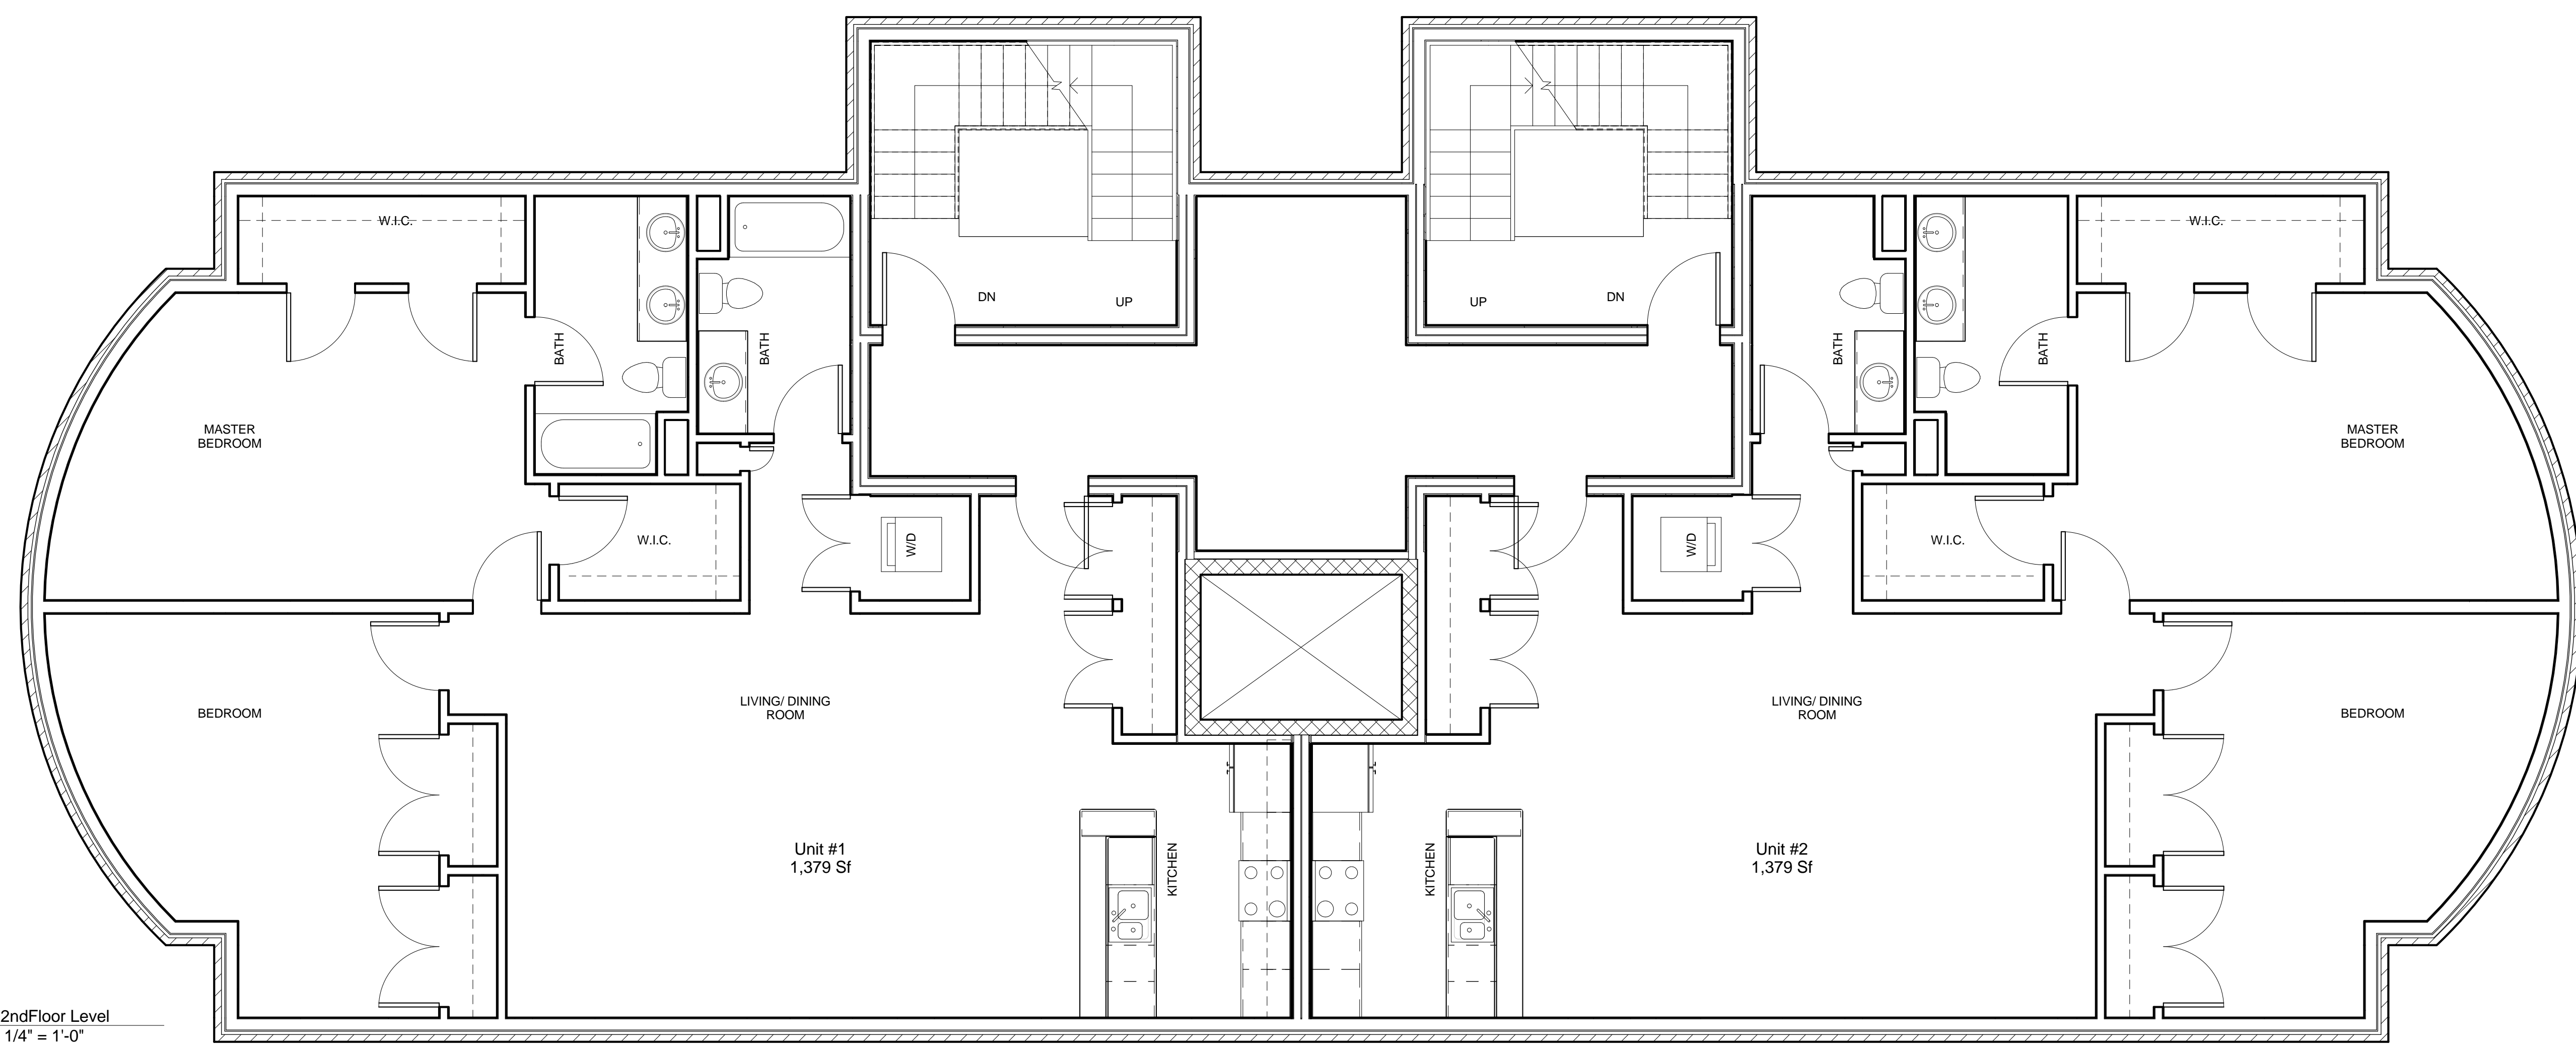 W.I.C.
W.I.C.
DN
UP
UP
DN
BATH
BATH
BATH
BATH
MASTER
BEDROOM
MASTER
BEDROOM
W.I.C.
W/D
W/D
W.I.C.
BEDROOM
LIVING/ DINING
ROOM
LIVING/ DINING
ROOM
BEDROOM
Unit #1
1,379 Sf
KITCHEN
KITCHEN
Unit #2
1,379 Sf
2ndFloor Level
1/4" = 1'-0"